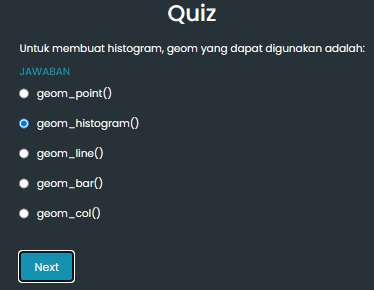 Quiz
Untuk membuat histogram, geom yang dapat digunakan adalah:
JAWABAN
geom_point()
geom_histogram()
geom_line()
geom_bar()
geom_col()
Next